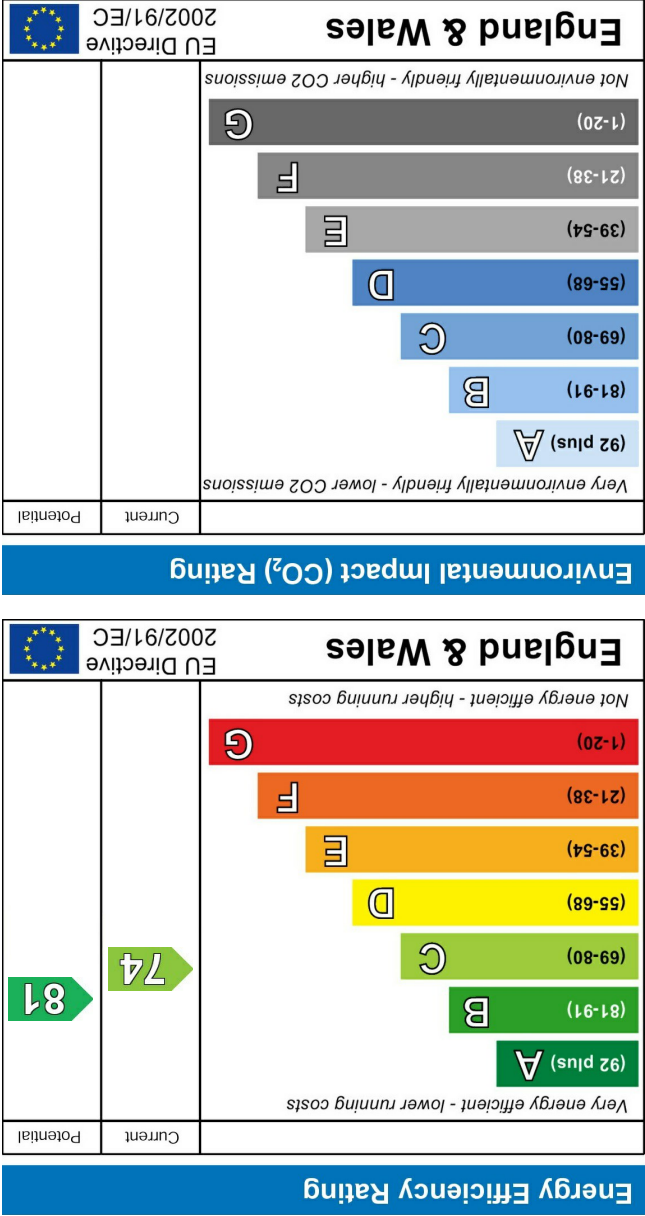 Energy Efficiency Rating
Current Potential
Very energy efficient - lower running costs
(92 plus) A
(81-91) B
(69-80) C
(55-68) D
(39-54) E
(21-38) F
(1-20) G
Not energy efficient - higher running costs
74
81
England & Wales
EU Directive
2002/91/EC
Environmental Impact (CO₂) Rating
Current Potential
Very environmentally friendly - lower CO2 emissions
(92 plus) A
(81-91) B
(69-80) C
(55-68) D
(39-54) E
(21-38) F
(1-20) G
Not environmentally friendly - higher CO2 emissions
England & Wales
EU Directive
2002/91/EC